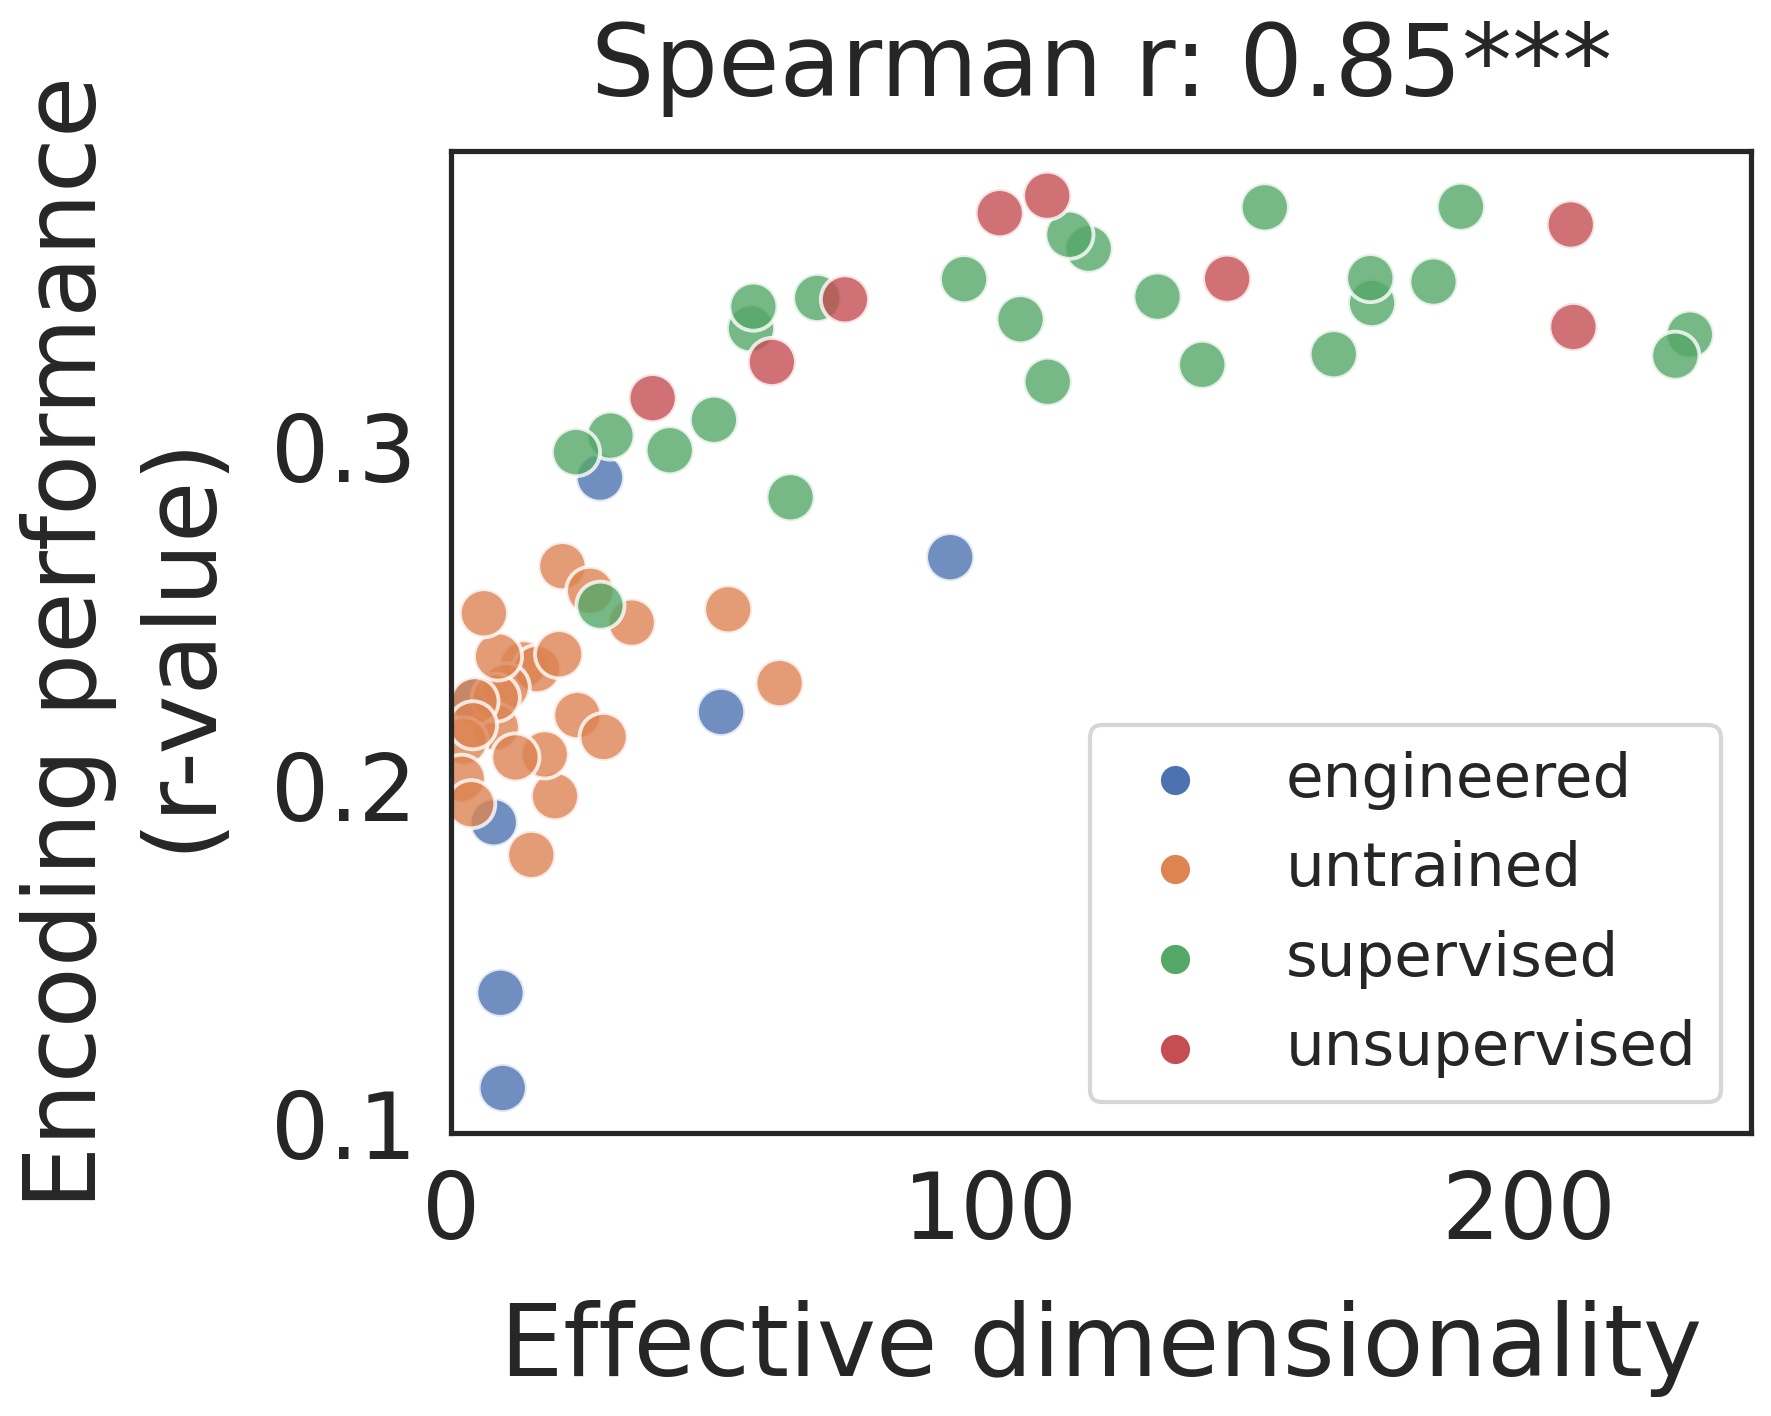 Spearman r: 0.85***
Encoding performance
(r-value)
0.3
0.2
0.1
engineered
untrained
supervised
unsupervised
0 100 200
Effective dimensionality